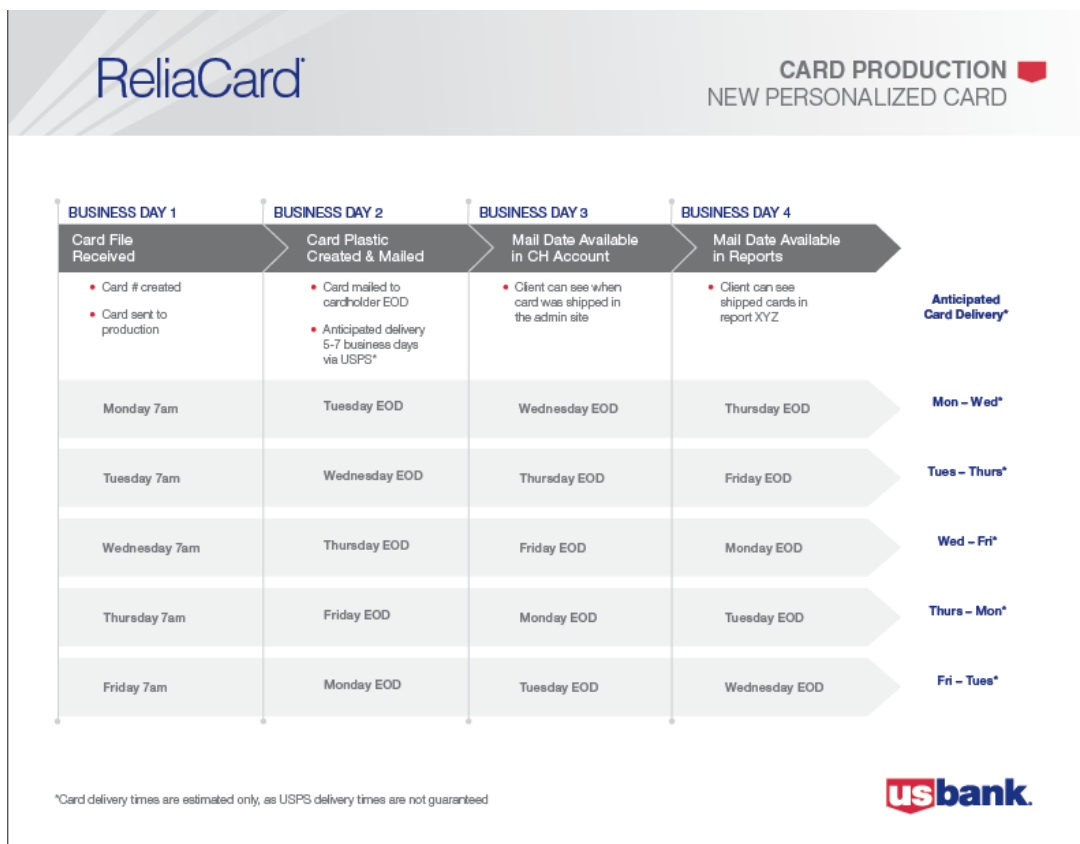 ReliaCard®
CARD PRODUCTION
NEW PERSONALIZED CARD
BUSINESS DAY 1
BUSINESS DAY 2
BUSINESS DAY 3
BUSINESS DAY 4
Card File
Received
Card Plastic
Created & Mailed
Mail Date Available
in CH Account
Mail Date Available
in Reports
• Card # created
• Card sent to
production
• Card mailed to
cardholder EOD
• Anticipated delivery
5-7 business days
via USPS*
• Client can see when
card was shipped in
the admin site
• Client can see
shipped cards in
report XYZ
Anticipated
Card Delivery*
Monday 7am
Tuesday EOD
Wednesday EOD
Thursday EOD
Mon – Wed*
Tuesday 7am
Wednesday EOD
Thursday EOD
Friday EOD
Tues – Thurs*
Wednesday 7am
Thursday EOD
Friday EOD
Monday EOD
Wed – Fri*
Thursday 7am
Friday EOD
Monday EOD
Tuesday EOD
Thurs – Mon*
Friday 7am
Monday EOD
Tuesday EOD
Wednesday EOD
Fri – Tues*
*Card delivery times are estimated only, as USPS delivery times are not guaranteed
usbank.